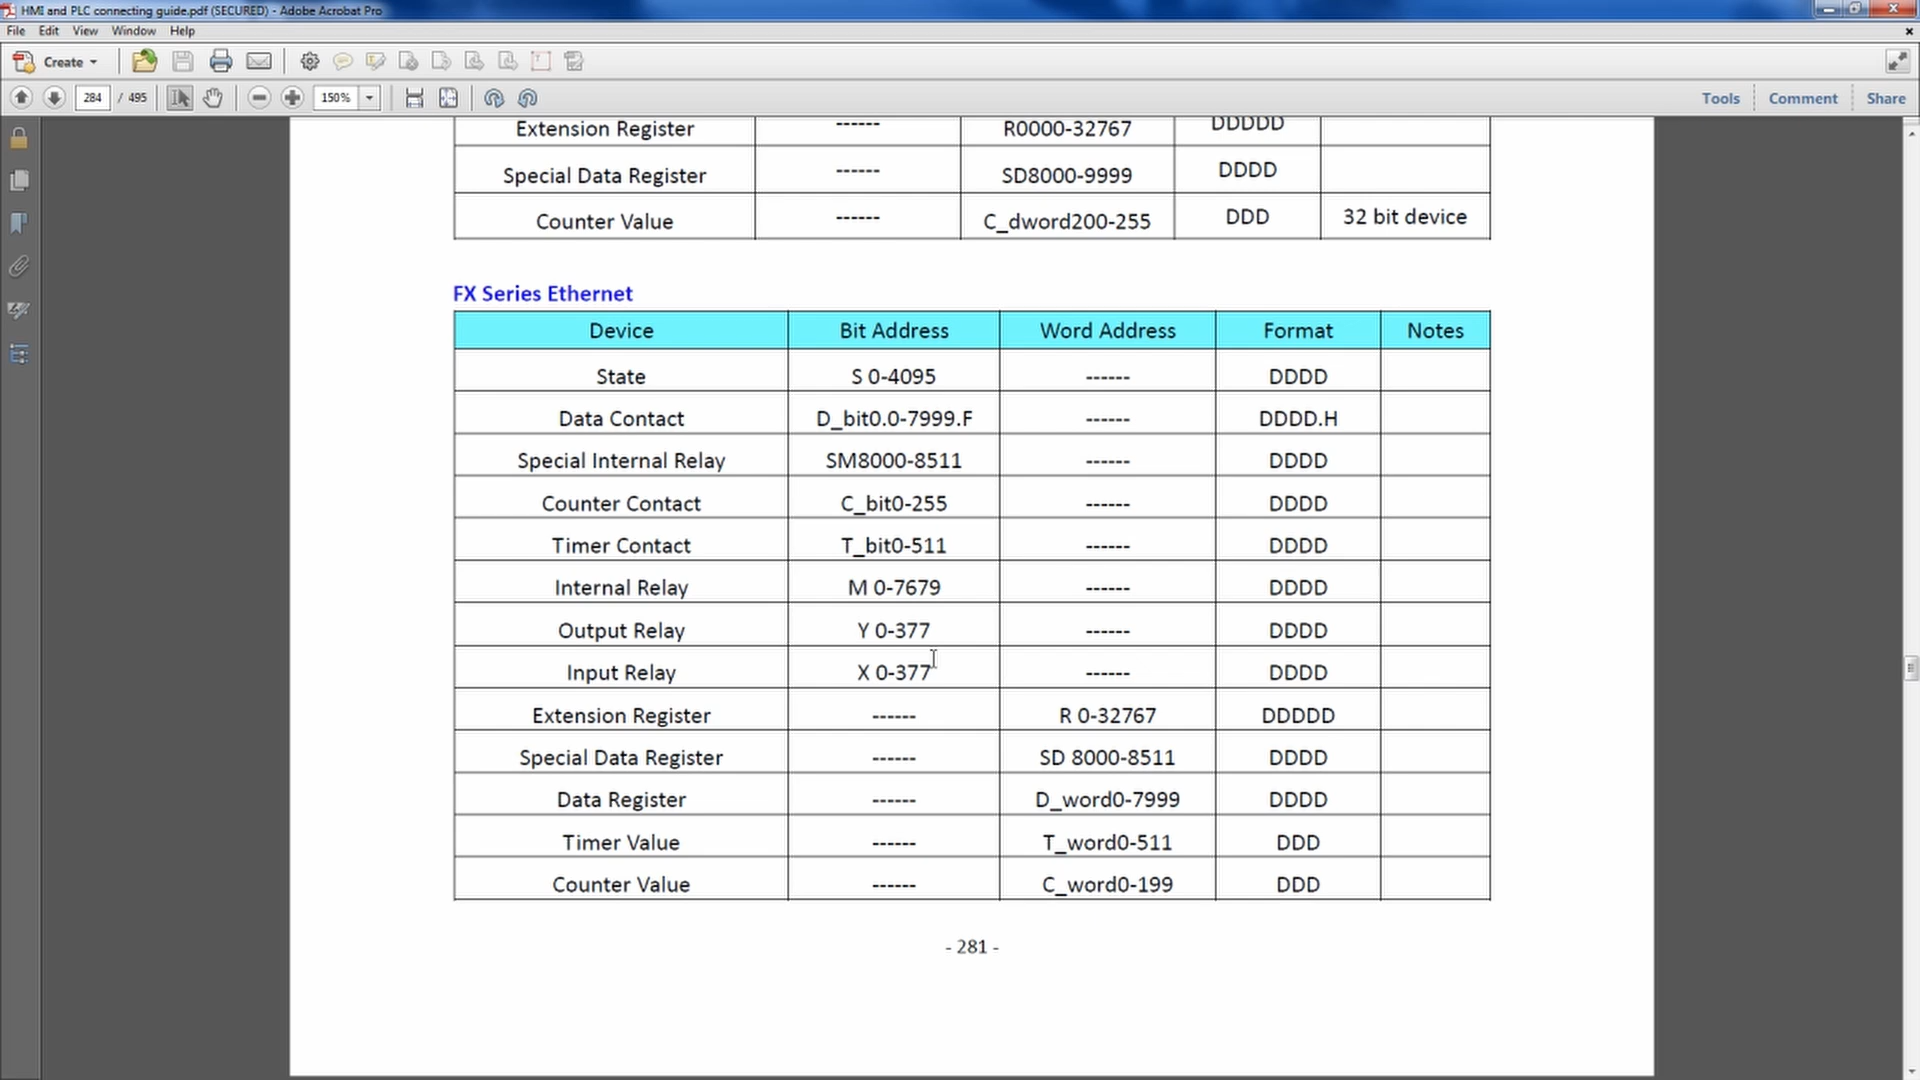 HMI and PLC connecting guide.pdf (SECURED) - Adobe Acrobat Pro
File Edit View Window Help
Create
284 / 495 150% Tools Comment Share
Extension Register ------ R0000-32767 DDDDD
Special Data Register ------ SD8000-9999 DDDD
Counter Value ------ C_dword200-255 DDD 32 bit device
FX Series Ethernet
Device Bit Address Word Address Format Notes
State S 0-4095 ------ DDDD
Data Contact D_bit0.0-7999.F ------ DDDD.H
Special Internal Relay SM8000-8511 ------ DDDD
Counter Contact C_bit0-255 ------ DDDD
Timer Contact T_bit0-511 ------ DDDD
Internal Relay M 0-7679 ------ DDDD
Output Relay Y 0-377 ------ DDDD
Input Relay X 0-377 ------ DDDD
Extension Register ------ R 0-32767 DDDDD
Special Data Register ------ SD 8000-8511 DDDD
Data Register ------ D_word0-7999 DDDD
Timer Value ------ T_word0-511 DDD
Counter Value ------ C_word0-199 DDD
- 281 -